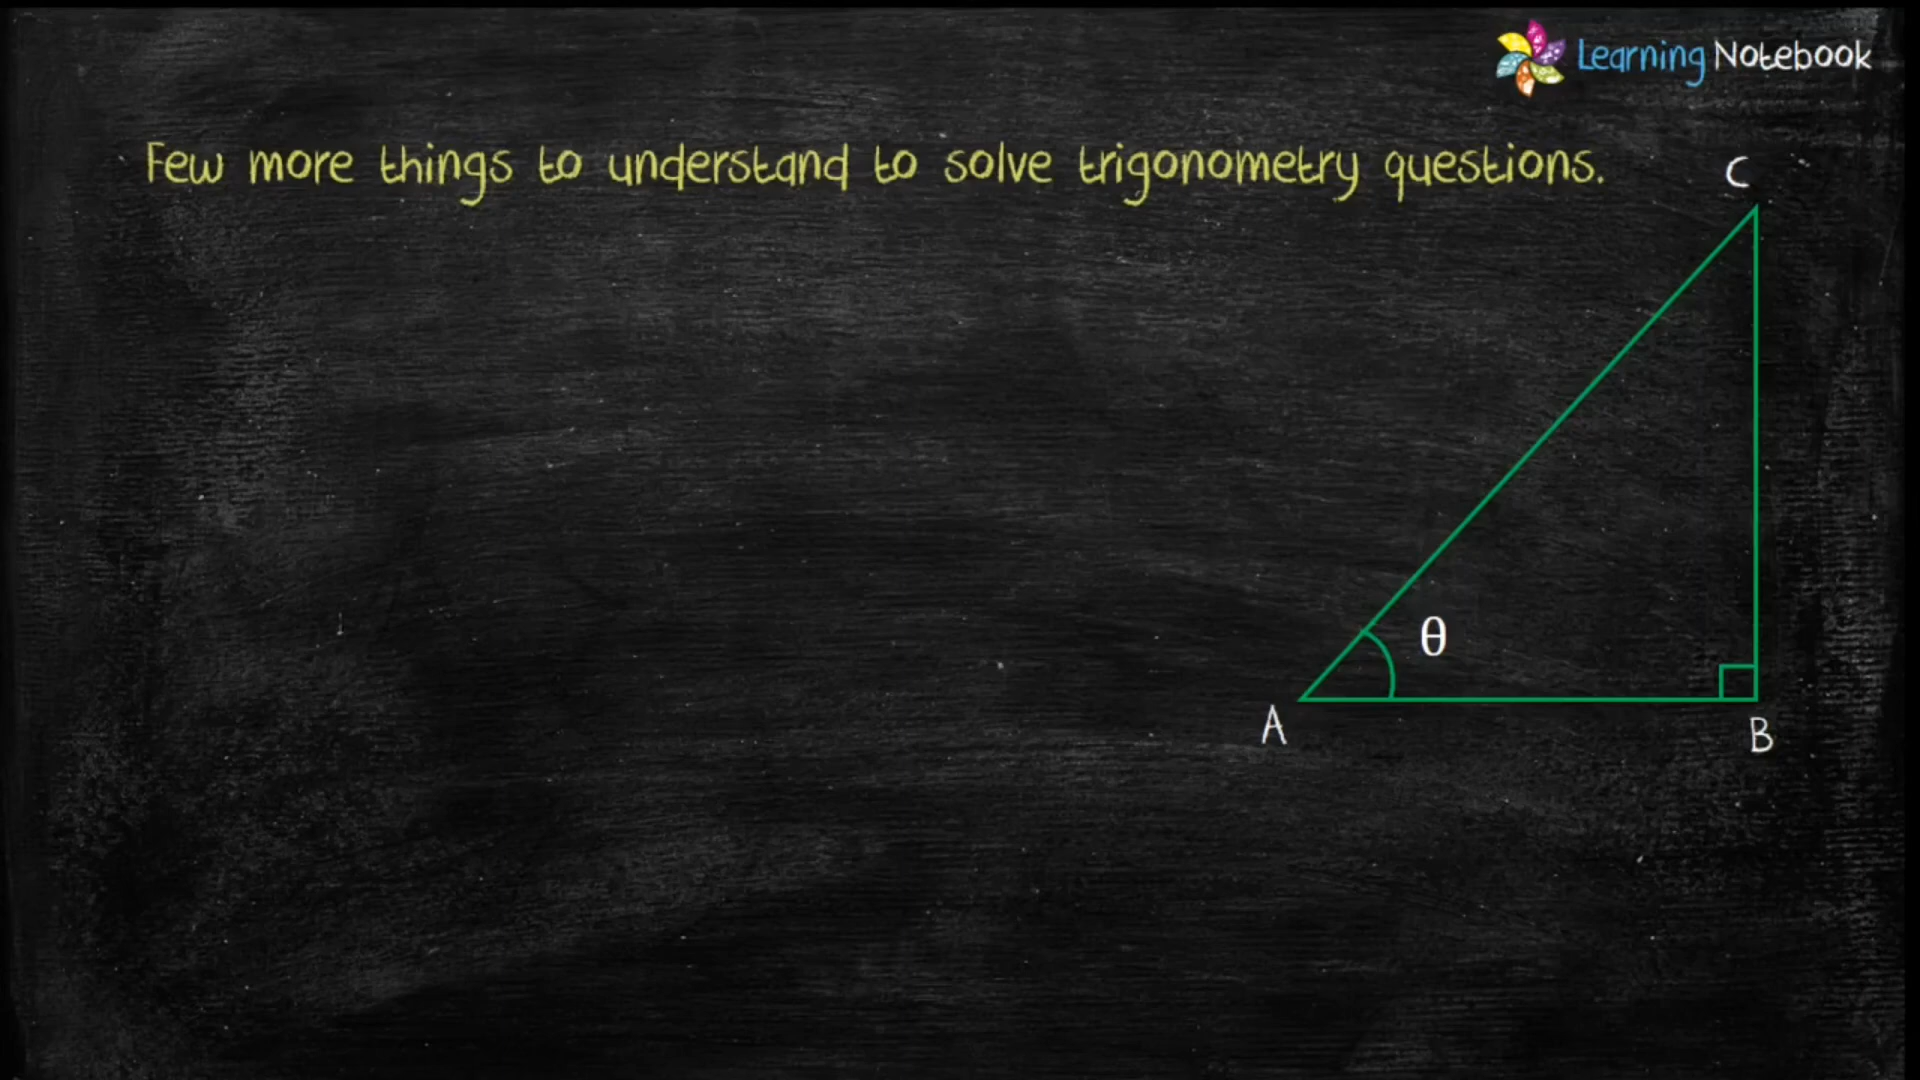 Learning Notebook
Few more things to understand to solve trigonometry questions.
C
θ
A
B